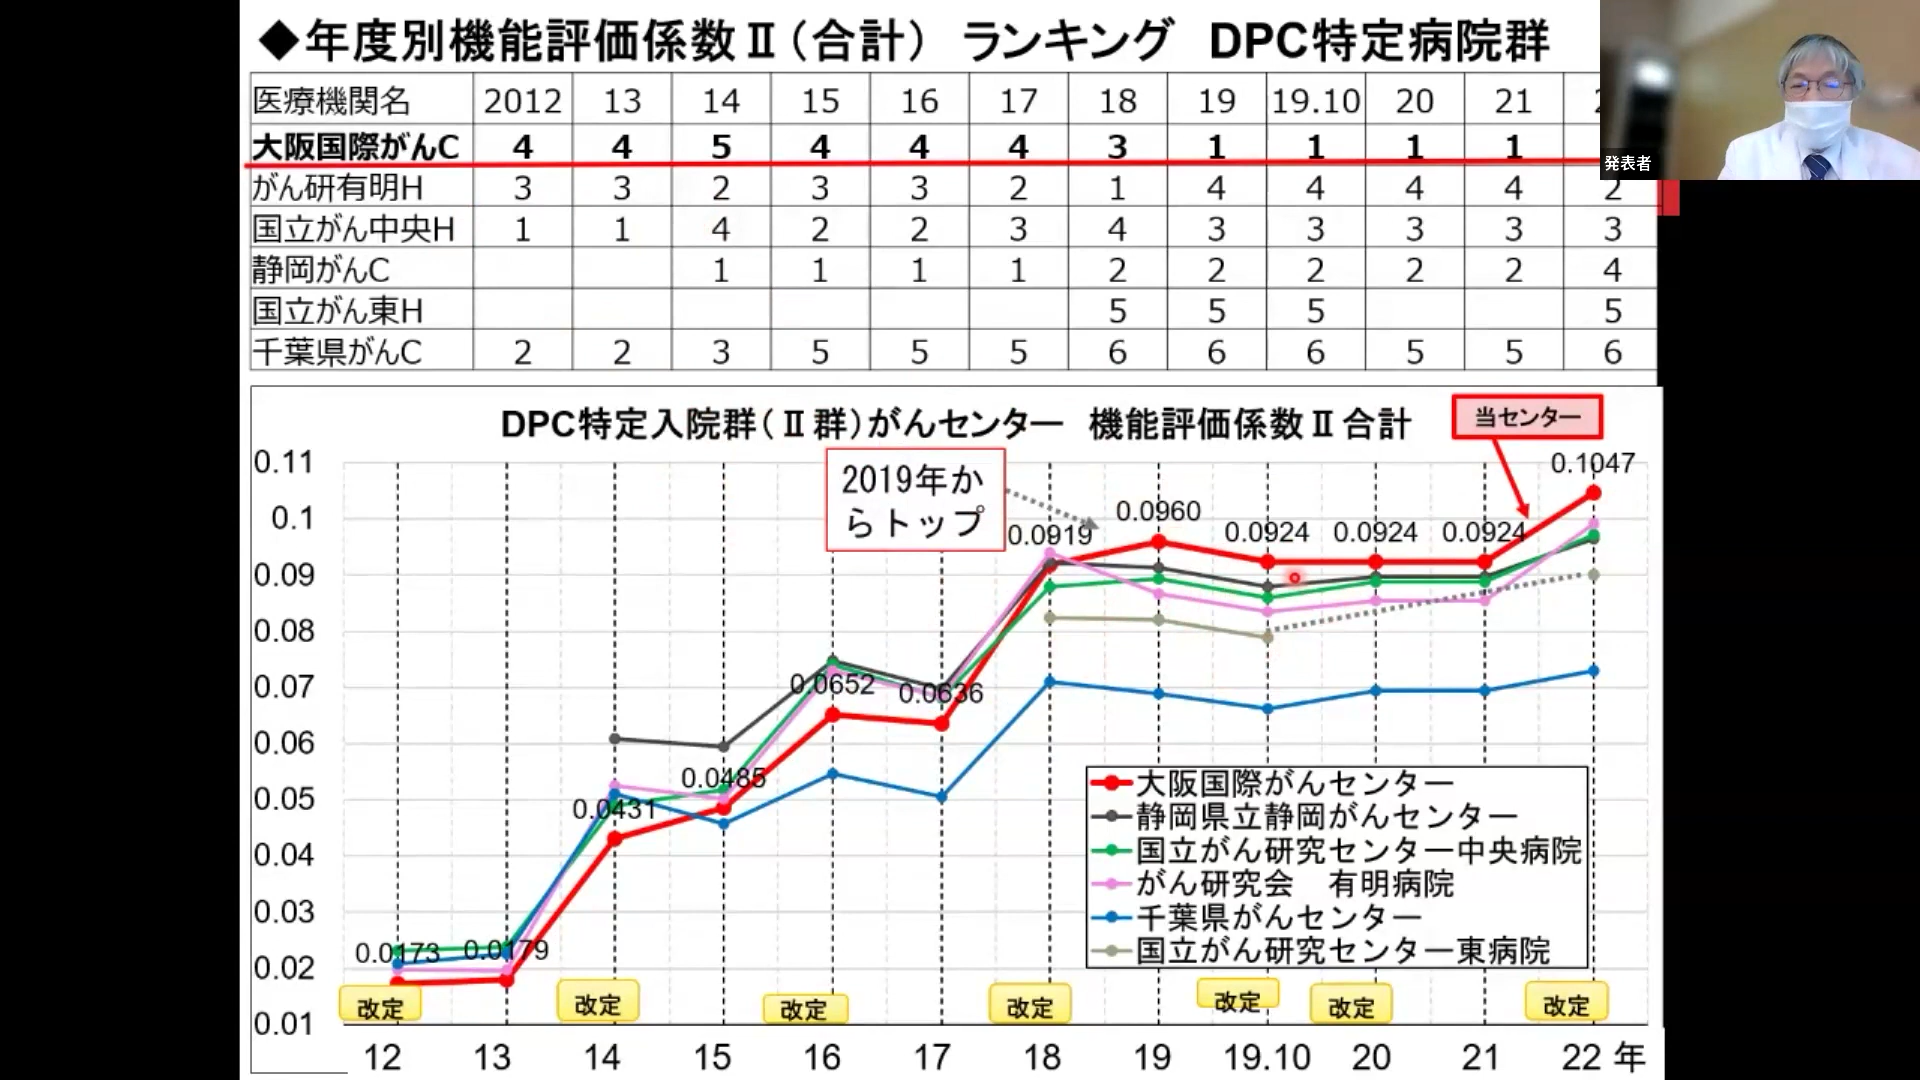 ◆年度別機能評価係数Ⅱ（合計） ランキング DPC特定病院群
発表者
医療機関名 2012 13 14 15 16 17 18 19 19.10 20 21
大阪国際がんC 4 4 5 4 4 4 3 1 1 1 1
がん研有明H 3 3 2 3 3 2 1 4 4 4 4 2
国立がん中央H 1 1 4 2 2 3 4 3 3 3 3 3
静岡がんC 1 1 1 1 2 2 2 2 2 4
国立がん東H 5 5 5 5
千葉県がんC 2 2 3 5 5 5 6 6 6 5 5 6
DPC特定入院群（Ⅱ群）がんセンター 機能評価係数Ⅱ合計
当センター
2019年か
らトップ
0.11
0.1
0.09
0.08
0.07
0.06
0.05
0.04
0.03
0.02
0.01
0.0173
0.0179
0.0431
0.0485
0.0652
0.0636
0.0919
0.0960
0.0924
0.0924
0.0924
0.1047
大阪国際がんセンター
静岡県立静岡がんセンター
国立がん研究センター中央病院
がん研究会 有明病院
千葉県がんセンター
国立がん研究センター東病院
改定
改定
改定
改定
改定
改定
改定
12 13 14 15 16 17 18 19 19.10 20 21 22 年